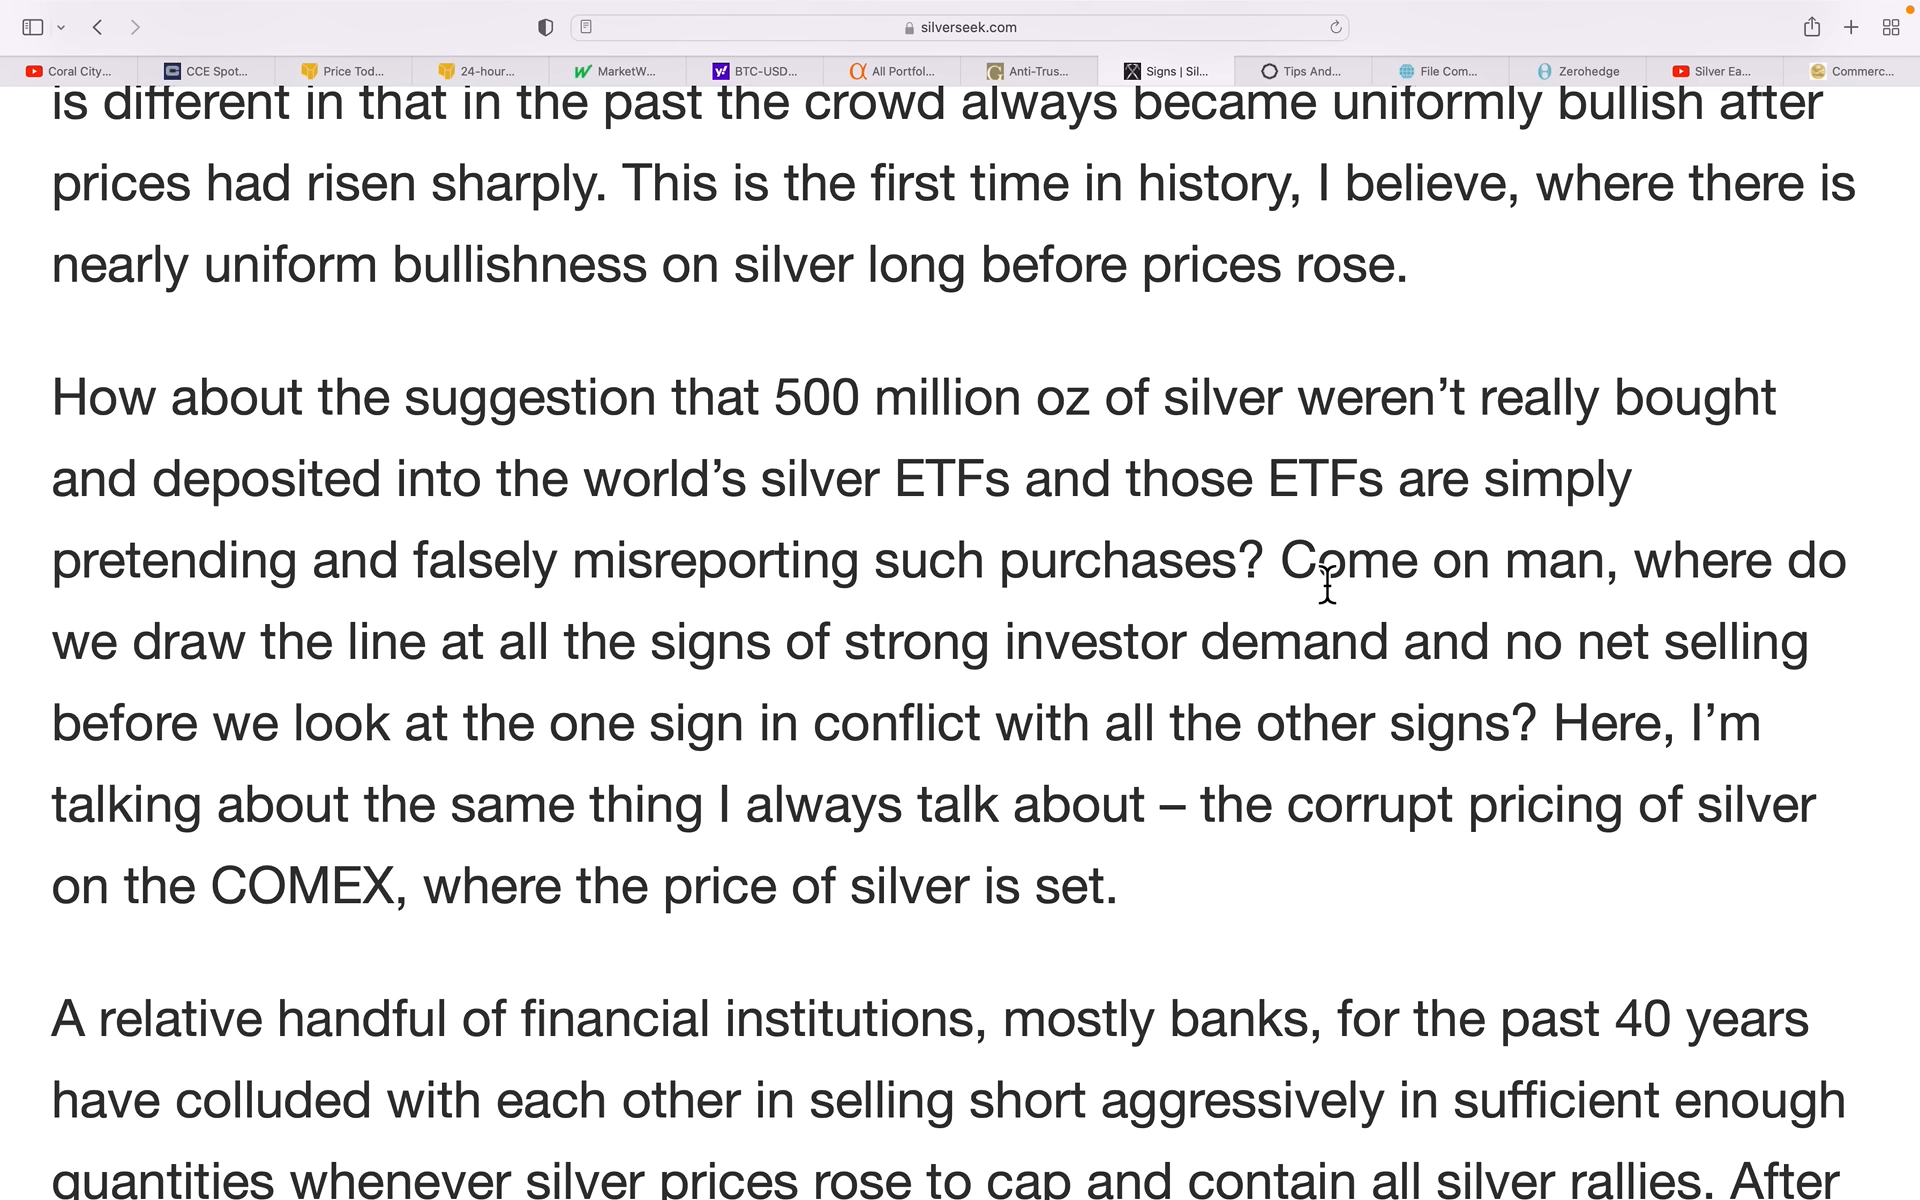 silverseek.com
Coral City...
CCE Spot...
Price Tod...
24-hour...
MarketW...
BTC-USD...
All Portfol...
Anti-Trus...
Signs | Sil...
Tips And...
File Com...
Zerohedge
Silver Ea...
Commerc...
is different in that in the past the crowd always became uniformly bullish after
prices had risen sharply. This is the first time in history, I believe, where there is
nearly uniform bullishness on silver long before prices rose.
How about the suggestion that 500 million oz of silver weren’t really bought
and deposited into the world’s silver ETFs and those ETFs are simply
pretending and falsely misreporting such purchases? Come on man, where do
we draw the line at all the signs of strong investor demand and no net selling
before we look at the one sign in conflict with all the other signs? Here, I’m
talking about the same thing I always talk about – the corrupt pricing of silver
on the COMEX, where the price of silver is set.
A relative handful of financial institutions, mostly banks, for the past 40 years
have colluded with each other in selling short aggressively in sufficient enough
quantities whenever silver prices rose to cap and contain all silver rallies. After